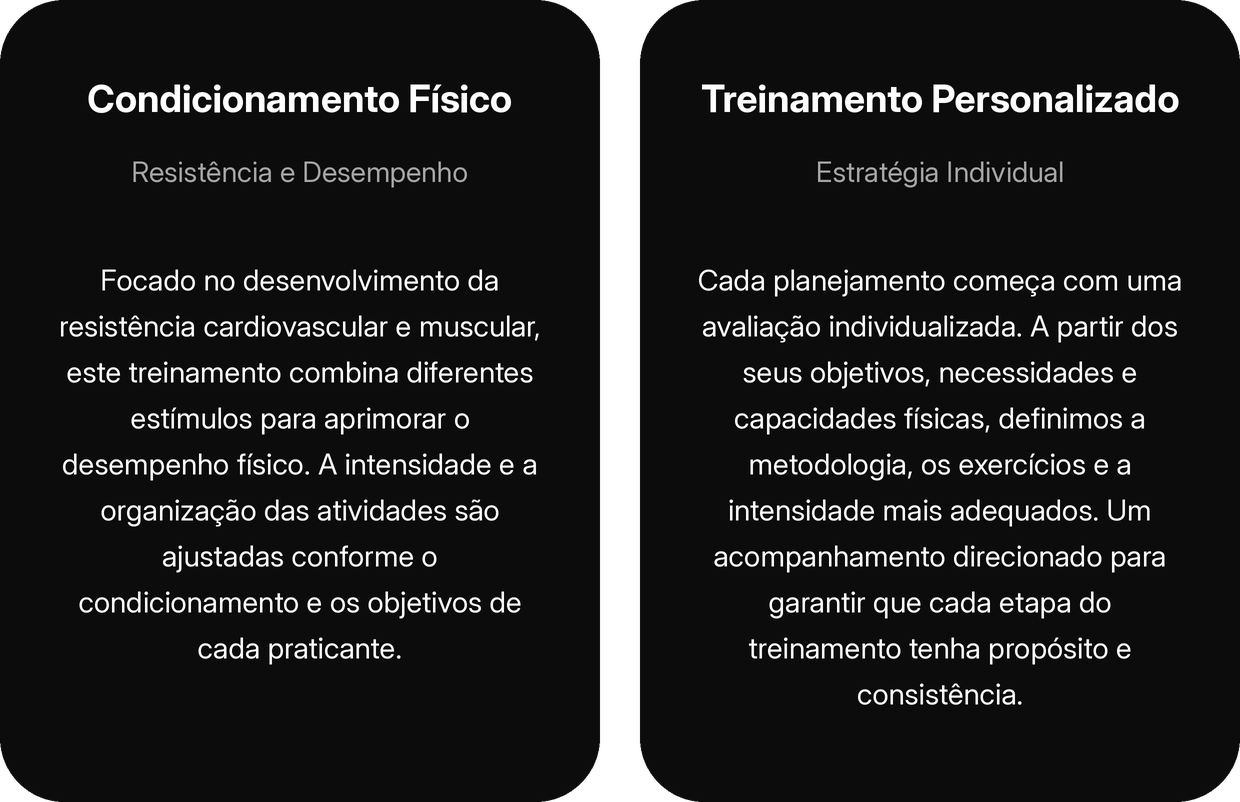 Condicionamento Físico
Resistência e Desempenho
Focado no desenvolvimento da
resistência cardiovascular e muscular,
este treinamento combina diferentes
estímulos para aprimorar o
desempenho físico. A intensidade e a
organização das atividades são
ajustadas conforme o
condicionamento e os objetivos de
cada praticante.
Treinamento Personalizado
Estratégia Individual
Cada planejamento começa com uma
avaliação individualizada. A partir dos
seus objetivos, necessidades e
capacidades físicas, definimos a
metodologia, os exercícios e a
intensidade mais adequados. Um
acompanhamento direcionado para
garantir que cada etapa do
treinamento tenha propósito e
consistência.